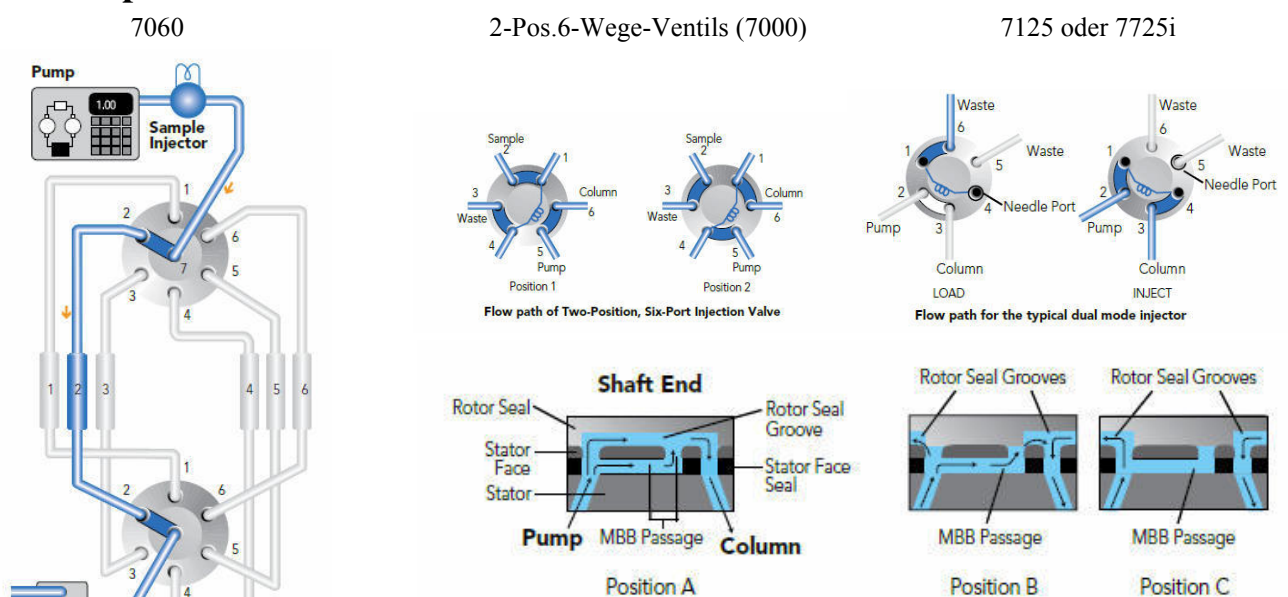 7060
2-Pos.6-Wege-Ventils (7000)
7125 oder 7725i
Pump
1.00
Sample
Injector
1
2
6
7
5
3
4
1
2
3
4
5
6
1
2
6
5
3
4
Sample
2
1
3
Column
Waste
6
4
5
Pump
Position 1
Sample
2
1
3
Column
Waste
6
4
5
Pump
Position 2
Flow path of Two-Position, Six-Port Injection Valve
Waste
6
1
Waste
5
2
Needle Port
4
Pump
3
Column
LOAD
Waste
6
1
Waste
5
Needle Port
2
4
Pump
3
Column
INJECT
Flow path for the typical dual mode injector
Shaft End
Rotor Seal
Rotor Seal
Groove
Stator
Face
Stator Face
Seal
Stator
Pump
MBB Passage
Column
Position A
Rotor Seal Grooves
MBB Passage
Position B
Rotor Seal Grooves
MBB Passage
Position C